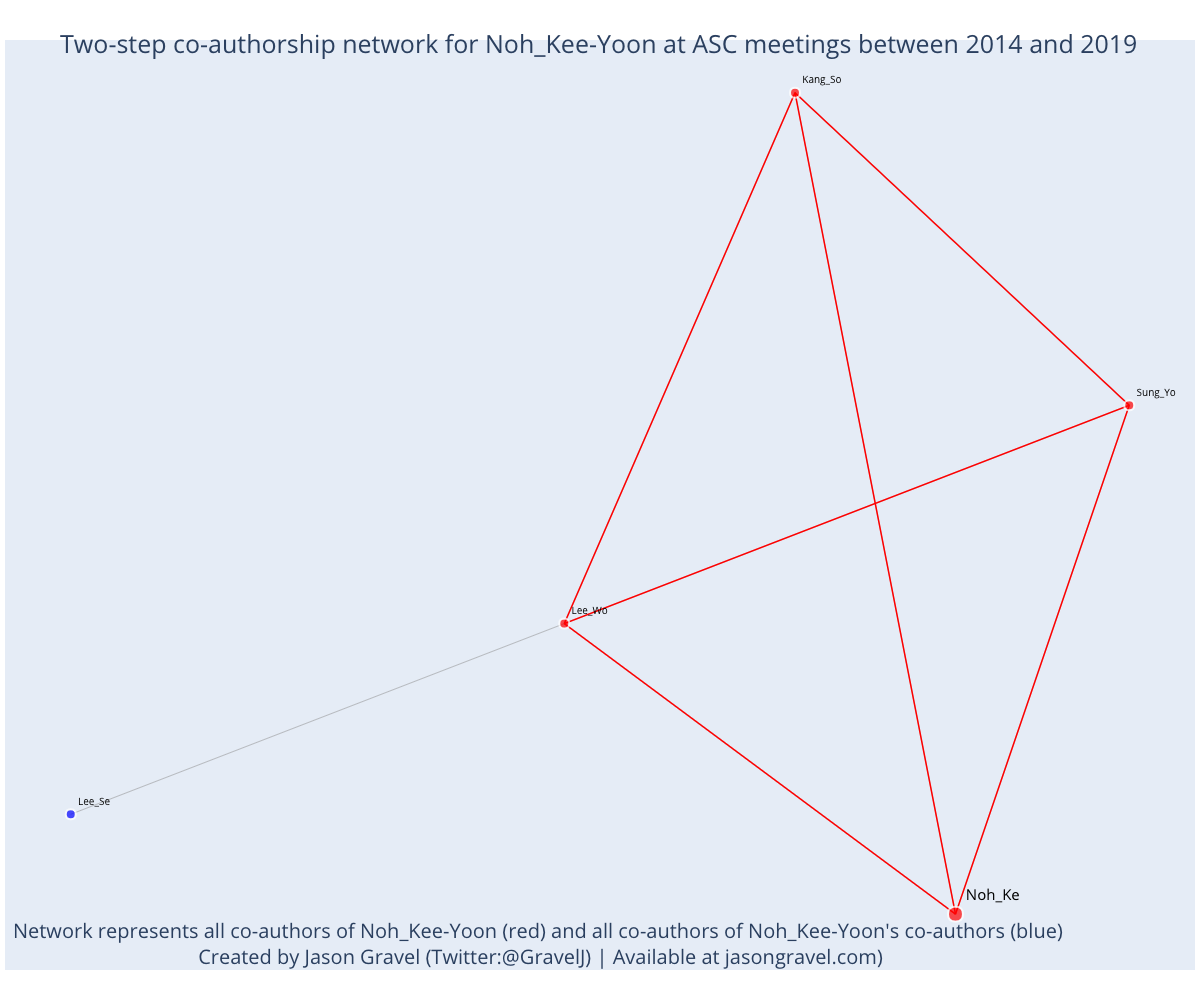 Two-step co-authorship network for Noh_Kee-Yoon at ASC meetings between 2014 and 2019
Kang_So
Sung_Yo
Lee_Wo
Lee_Se
Noh_Ke
Network represents all co-authors of Noh_Kee-Yoon (red) and all co-authors of Noh_Kee-Yoon's co-authors (blue)
Created by Jason Gravel (Twitter:@GravelJ) | Available at jasongravel.com)